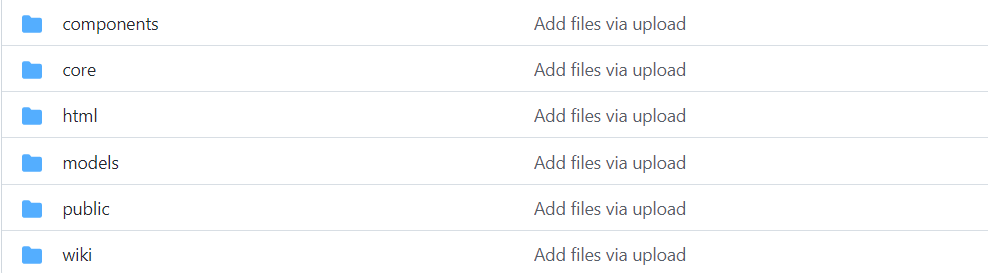 components Add files via upload
core Add files via upload
html Add files via upload
models Add files via upload
public Add files via upload
wiki Add files via upload